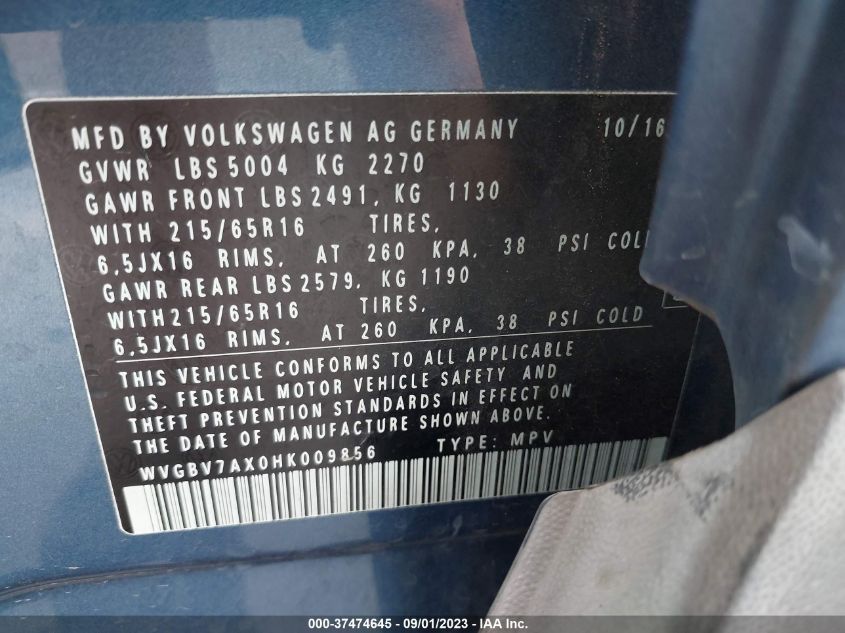 MFD BY VOLKSWAGEN AG GERMANY 10/16
GVWR LBS 5004 KG 2270
GAWR FRONT LBS 2491, KG 1130
WITH 215/65R16 TIRES,
6,5JX16 RIMS, AT 260 KPA, 38 PSI COLD
GAWR REAR LBS 2579, KG 1190
WITH 215/65R16 TIRES,
6,5JX16 RIMS, AT 260 KPA, 38 PSI COLD
THIS VEHICLE CONFORMS TO ALL APPLICABLE
U.S. FEDERAL MOTOR VEHICLE SAFETY AND
THEFT PREVENTION STANDARDS IN EFFECT ON
THE DATE OF MANUFACTURE SHOWN ABOVE.
WVGBV7AX0HK009856 TYPE: MPV
000-37474645 - 09/01/2023 - IAA Inc.